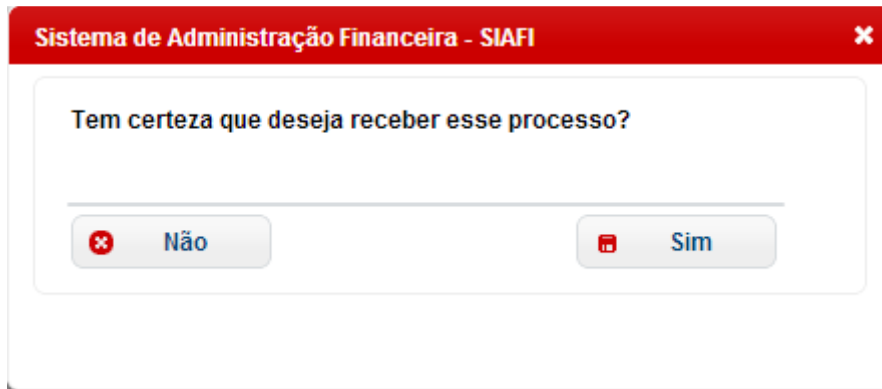 Sistema de Administração Financeira - SIAFI
Tem certeza que deseja receber esse processo?
Não
Sim